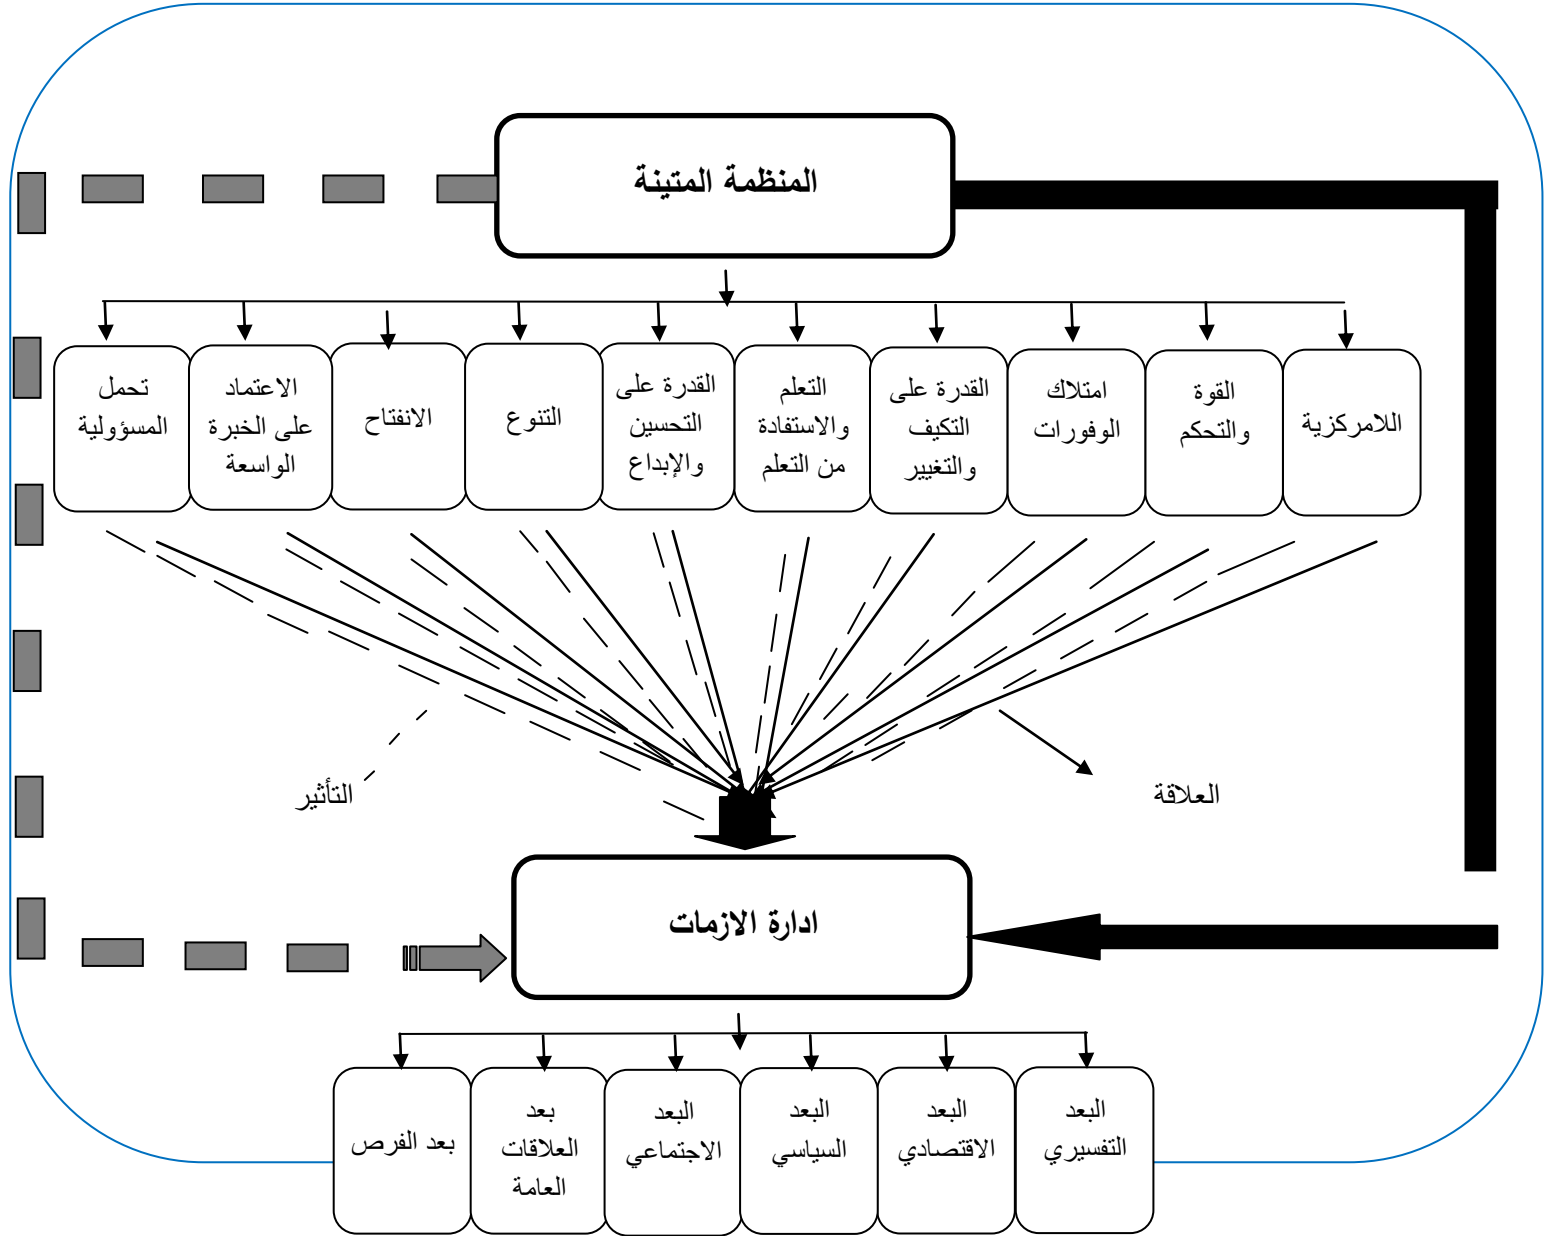 المنظمة المتينة
اللامركزية
القوة
والتحكم
امتلاك
الوفورات
القدرة على
التكيف
والتغيير
التعلم
والاستفادة
من التعلم
القدرة على
التحسين
والإبداع
التنوع
الانفتاح
الاعتماد
على الخبرة
الواسعة
تحمل
المسؤولية
العلاقة
التأثير
ادارة الازمات
البعد
التفسيري
البعد
الاقتصادي
البعد
السياسي
البعد
الاجتماعي
بعد
العلاقات
العامة
بعد الفرص